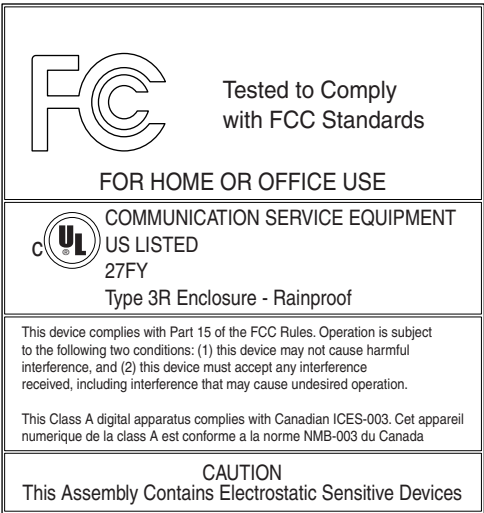 FCC
Tested to Comply
with FCC Standards
FOR HOME OR OFFICE USE
COMMUNICATION SERVICE EQUIPMENT
C UL ® US LISTED
27FY
Type 3R Enclosure - Rainproof
This device complies with Part 15 of the FCC Rules. Operation is subject
to the following two conditions: (1) this device may not cause harmful
interference, and (2) this device must accept any interference
received, including interference that may cause undesired operation.
This Class A digital apparatus complies with Canadian ICES-003. Cet appareil
numerique de la class A est conforme a la norme NMB-003 du Canada
CAUTION
This Assembly Contains Electrostatic Sensitive Devices